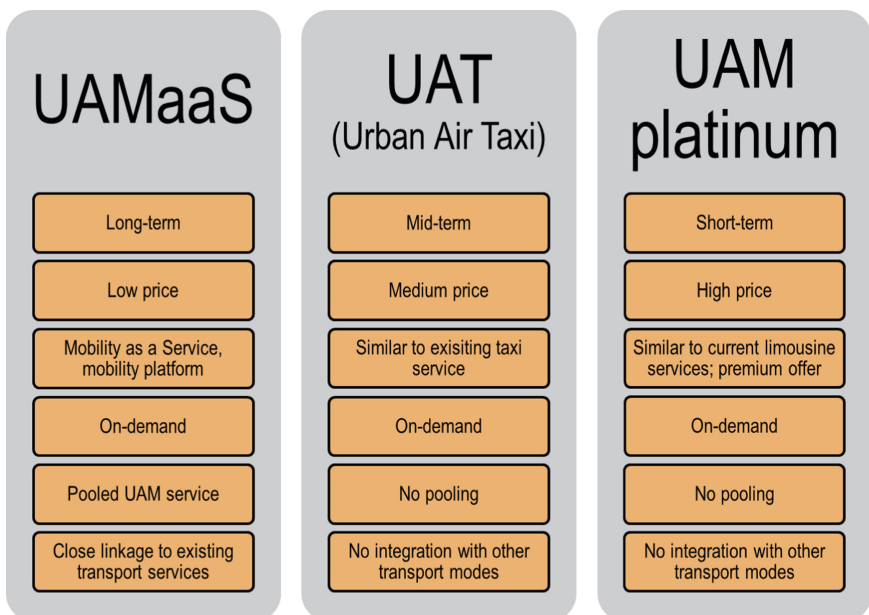 UAMaaS
Long-term
Low price
Mobility as a Service,
mobility platform
On-demand
Pooled UAM service
Close linkage to existing
transport services
UAT
(Urban Air Taxi)
Mid-term
Medium price
Similar to exisiting taxi
service
On-demand
No pooling
No integration with other
transport modes
UAM
platinum
Short-term
High price
Similar to current limousine
services; premium offer
On-demand
No pooling
No integration with other
transport modes